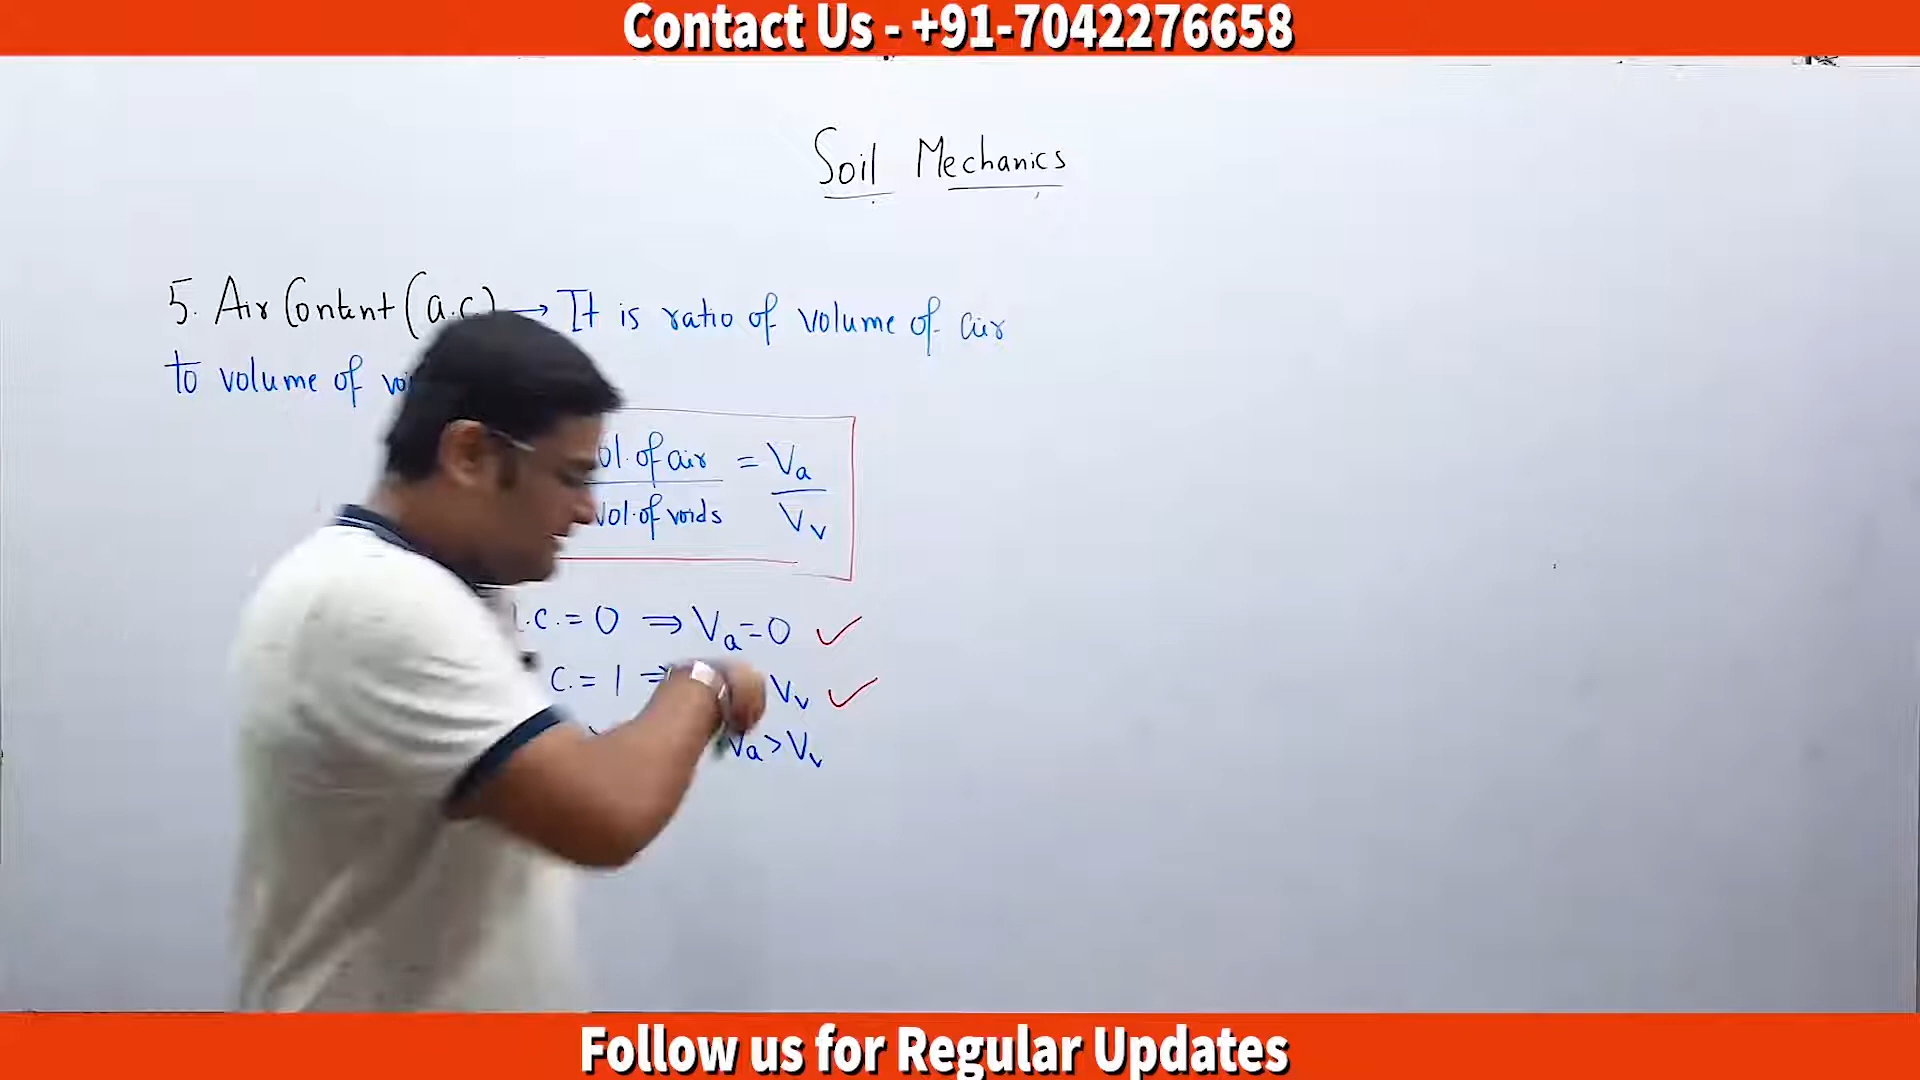 Contact Us - +91-7042276658
Soil Mechanics
5. Air Content (a.c.) → It is ratio of volume of air
to volume of
Vol. of air = Va
Vol. of voids Vv
.c. = 0 ⇒ Va = 0 ✓
c. = 1 ⇒ Vv ✓
Va > Vv
Follow us for Regular Updates